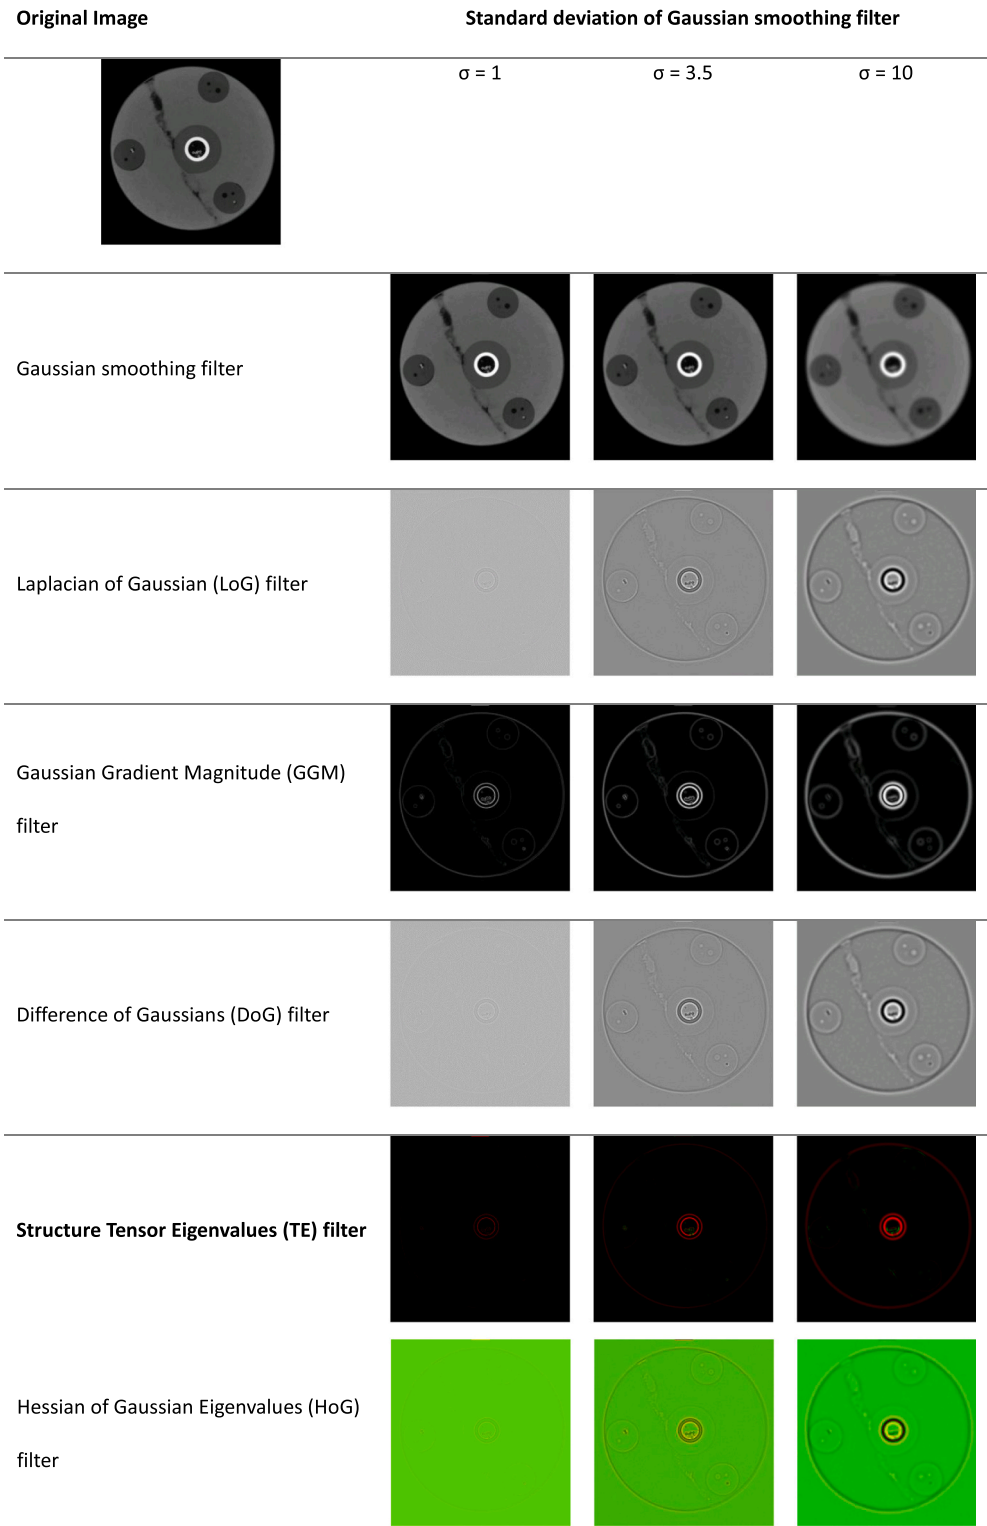 Original Image
Standard deviation of Gaussian smoothing filter
σ = 1
σ = 3.5
σ = 10
Gaussian smoothing filter
Laplacian of Gaussian (LoG) filter
Gaussian Gradient Magnitude (GGM)
filter
Difference of Gaussians (DoG) filter
Structure Tensor Eigenvalues (TE) filter
Hessian of Gaussian Eigenvalues (HoG)
filter